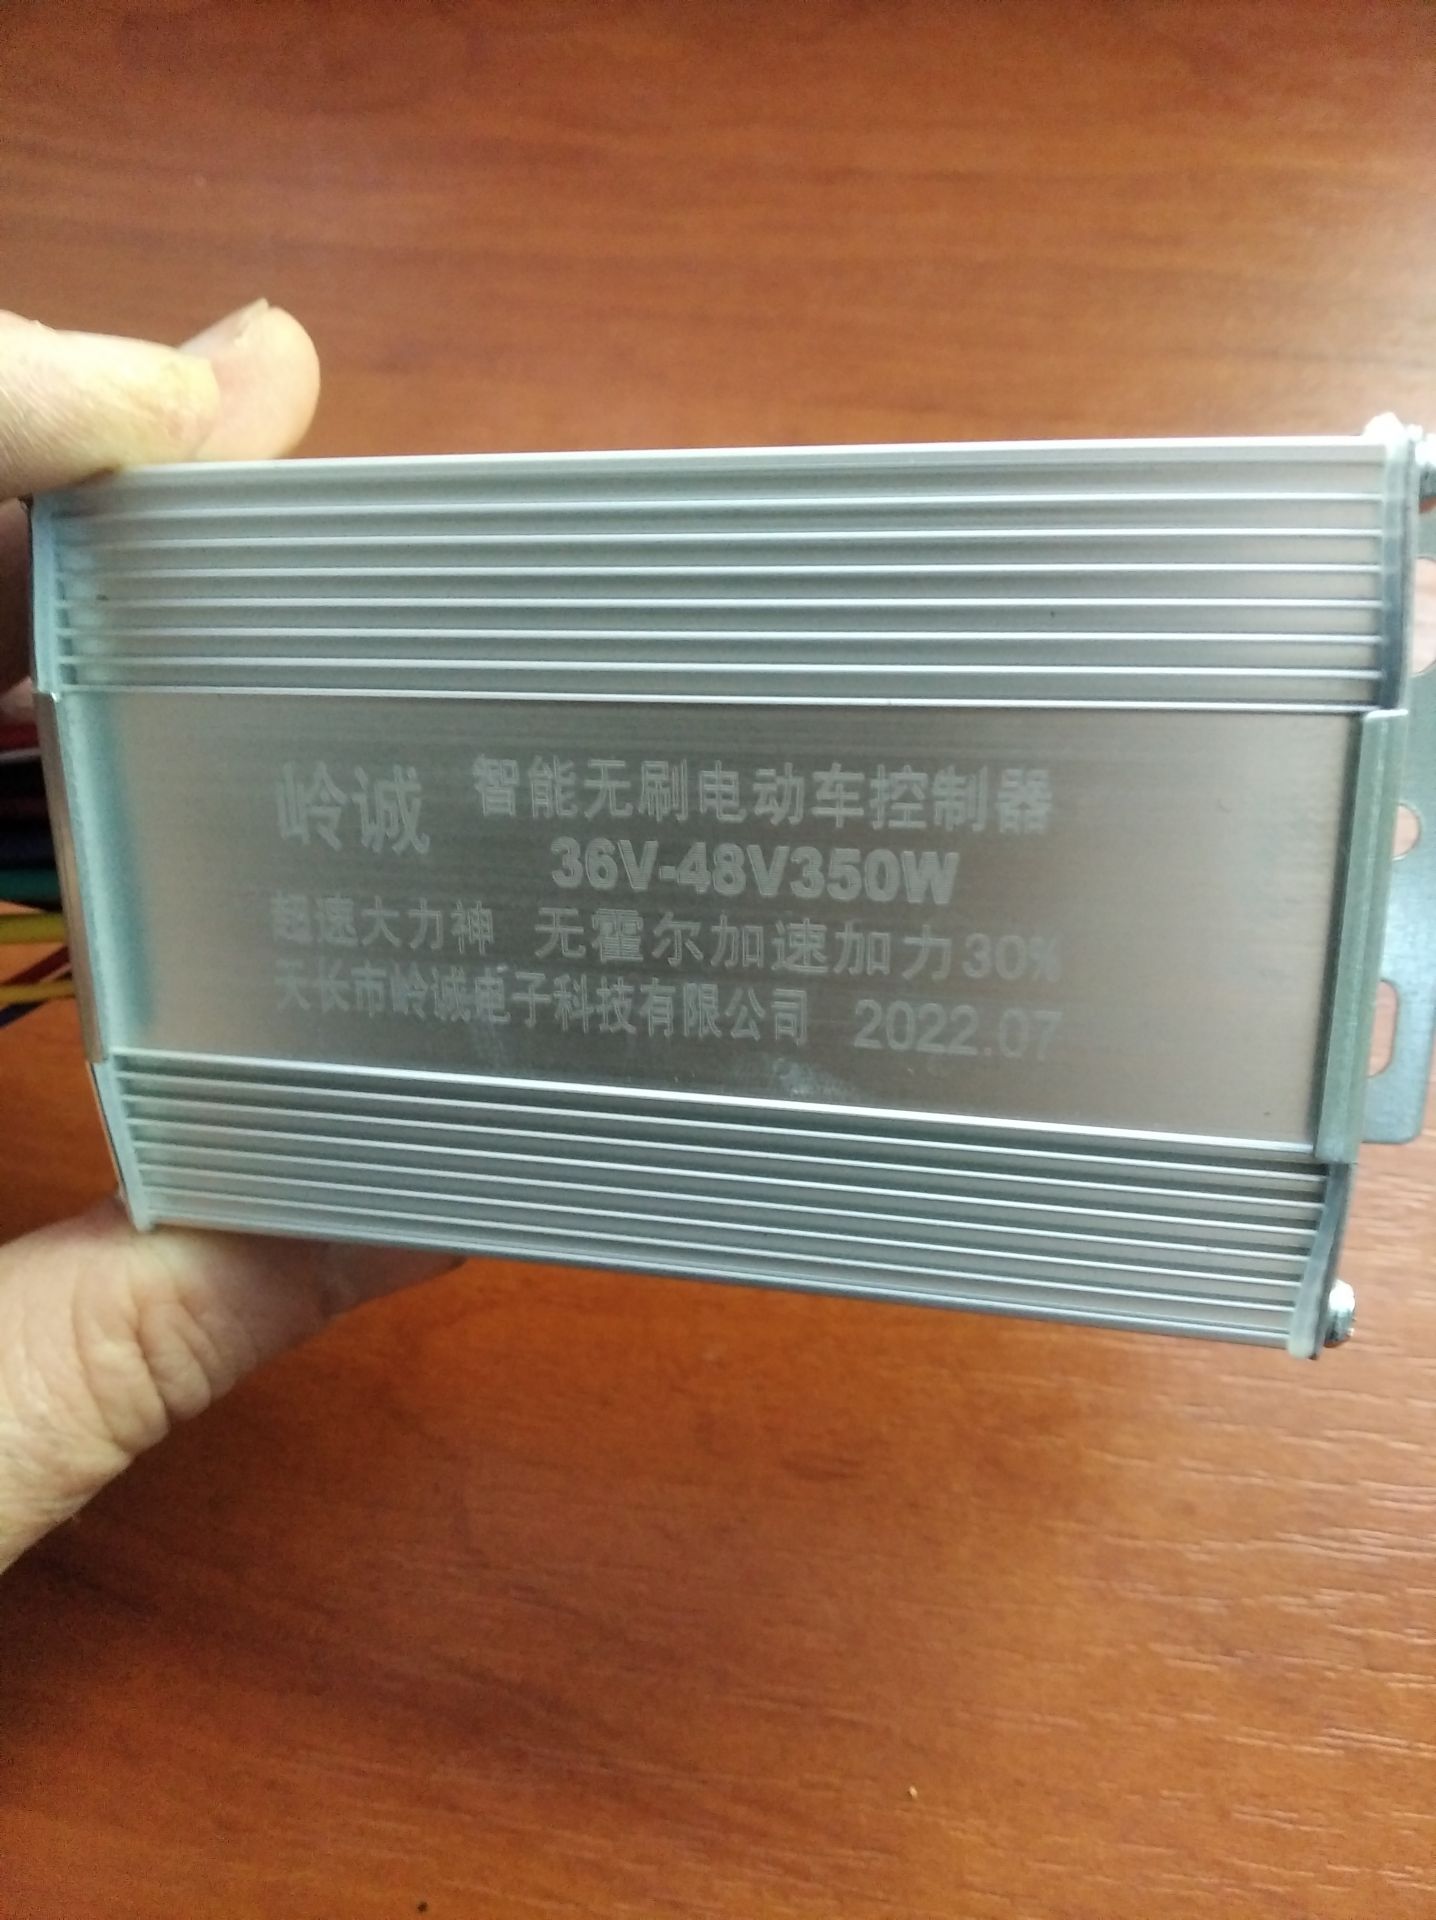 岭诚 智能无刷电动车控制器
36V-48V350W
超速大力神 无霍尔加速加力30%
天长市岭诚电子科技有限公司 2022.07